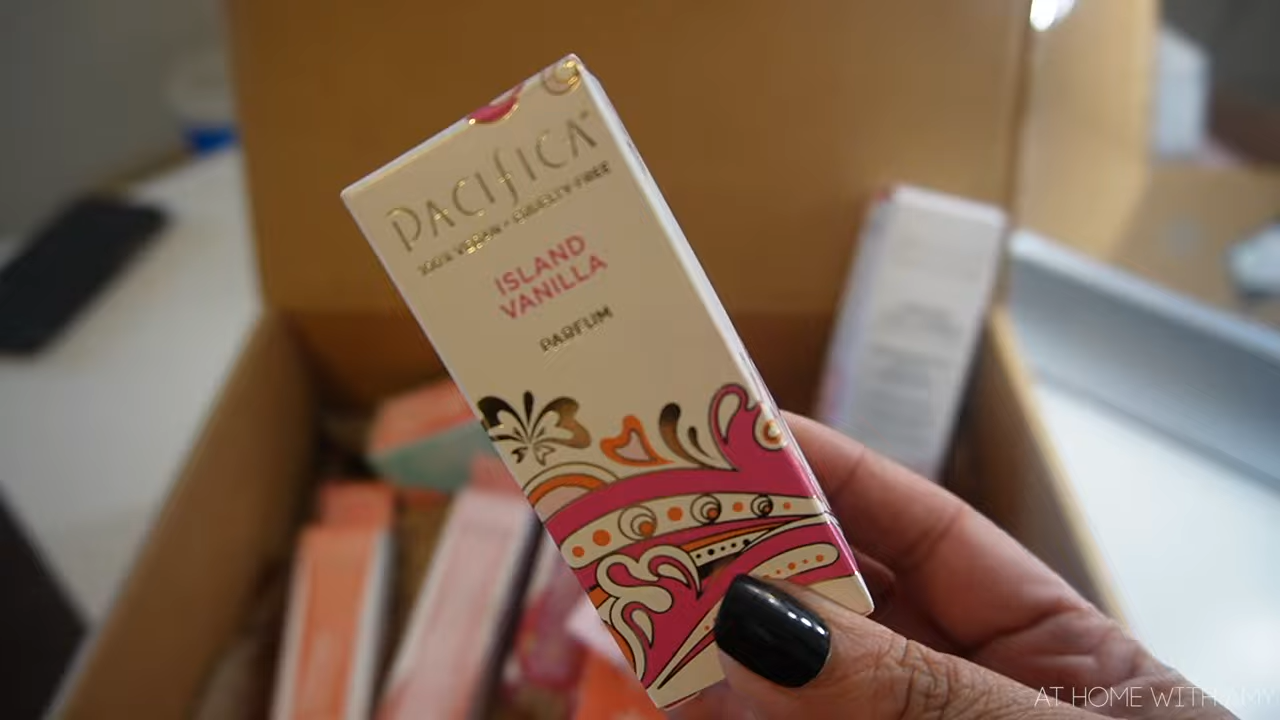 PACIFICA
100% VEGAN • CRUELTY-FREE
ISLAND
VANILLA
PARFUM
AT HOME WITH AMY